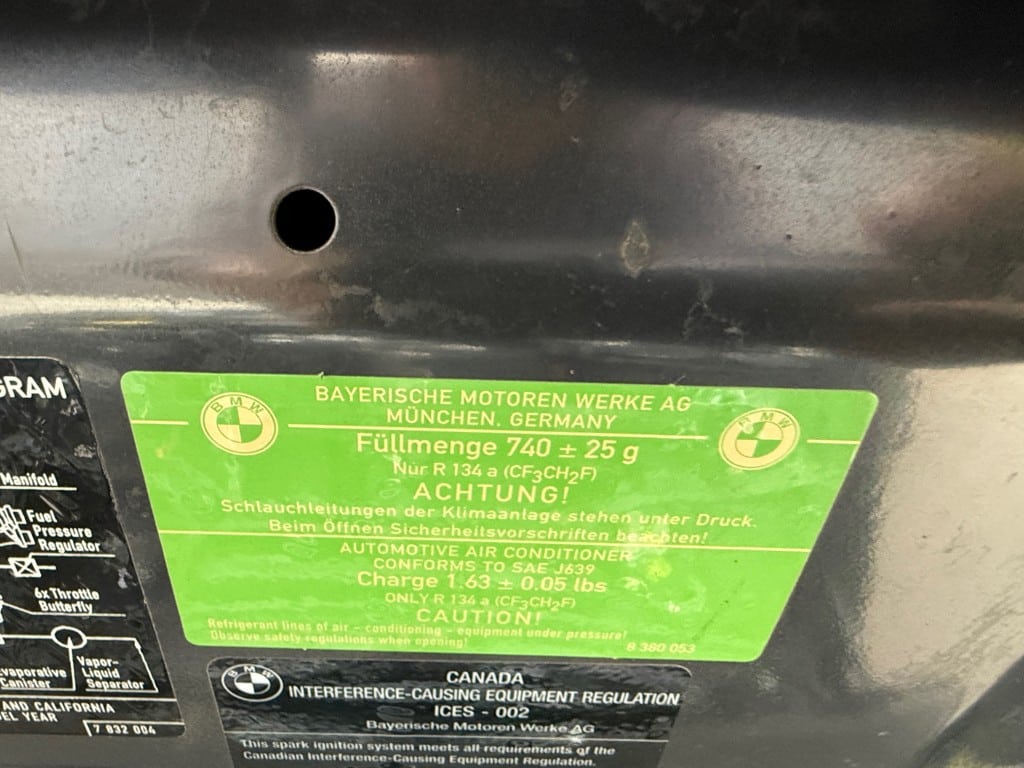 GRAM
Manifold
Fuel
Pressure
Regulator
6x Throttle
Butterfly
Vapor-
Liquid
Separator
Canister
AND CALIFORNIA
YEAR
7 832 004
BMW
BAYERISCHE MOTOREN WERKE AG
MÜNCHEN. GERMANY
BMW
Füllmenge 740 ± 25 g
Nür R 134 a (CF3CH2F)
ACHTUNG!
Schlauchleitungen der Klimaanlage stehen unter Druck.
Beim Öffnen Sicherheitsvorschriften beachten!
AUTOMOTIVE AIR CONDITIONER
CONFORMS TO SAE J639
Charge 1.63 ± 0.05 lbs
ONLY R 134 a (CF3CH2F)
CAUTION!
Refrigerant lines of air - conditioning - equipment under pressure!
Observe safety regulations when opening!
8 380 053
BMW
CANADA
INTERFERENCE-CAUSING EQUIPMENT REGULATION
ICES - 002
Bayerische Motoren Werke AG
This spark ignition system meets all requirements of the
Canadian Interference-Causing Equipment Regulation.